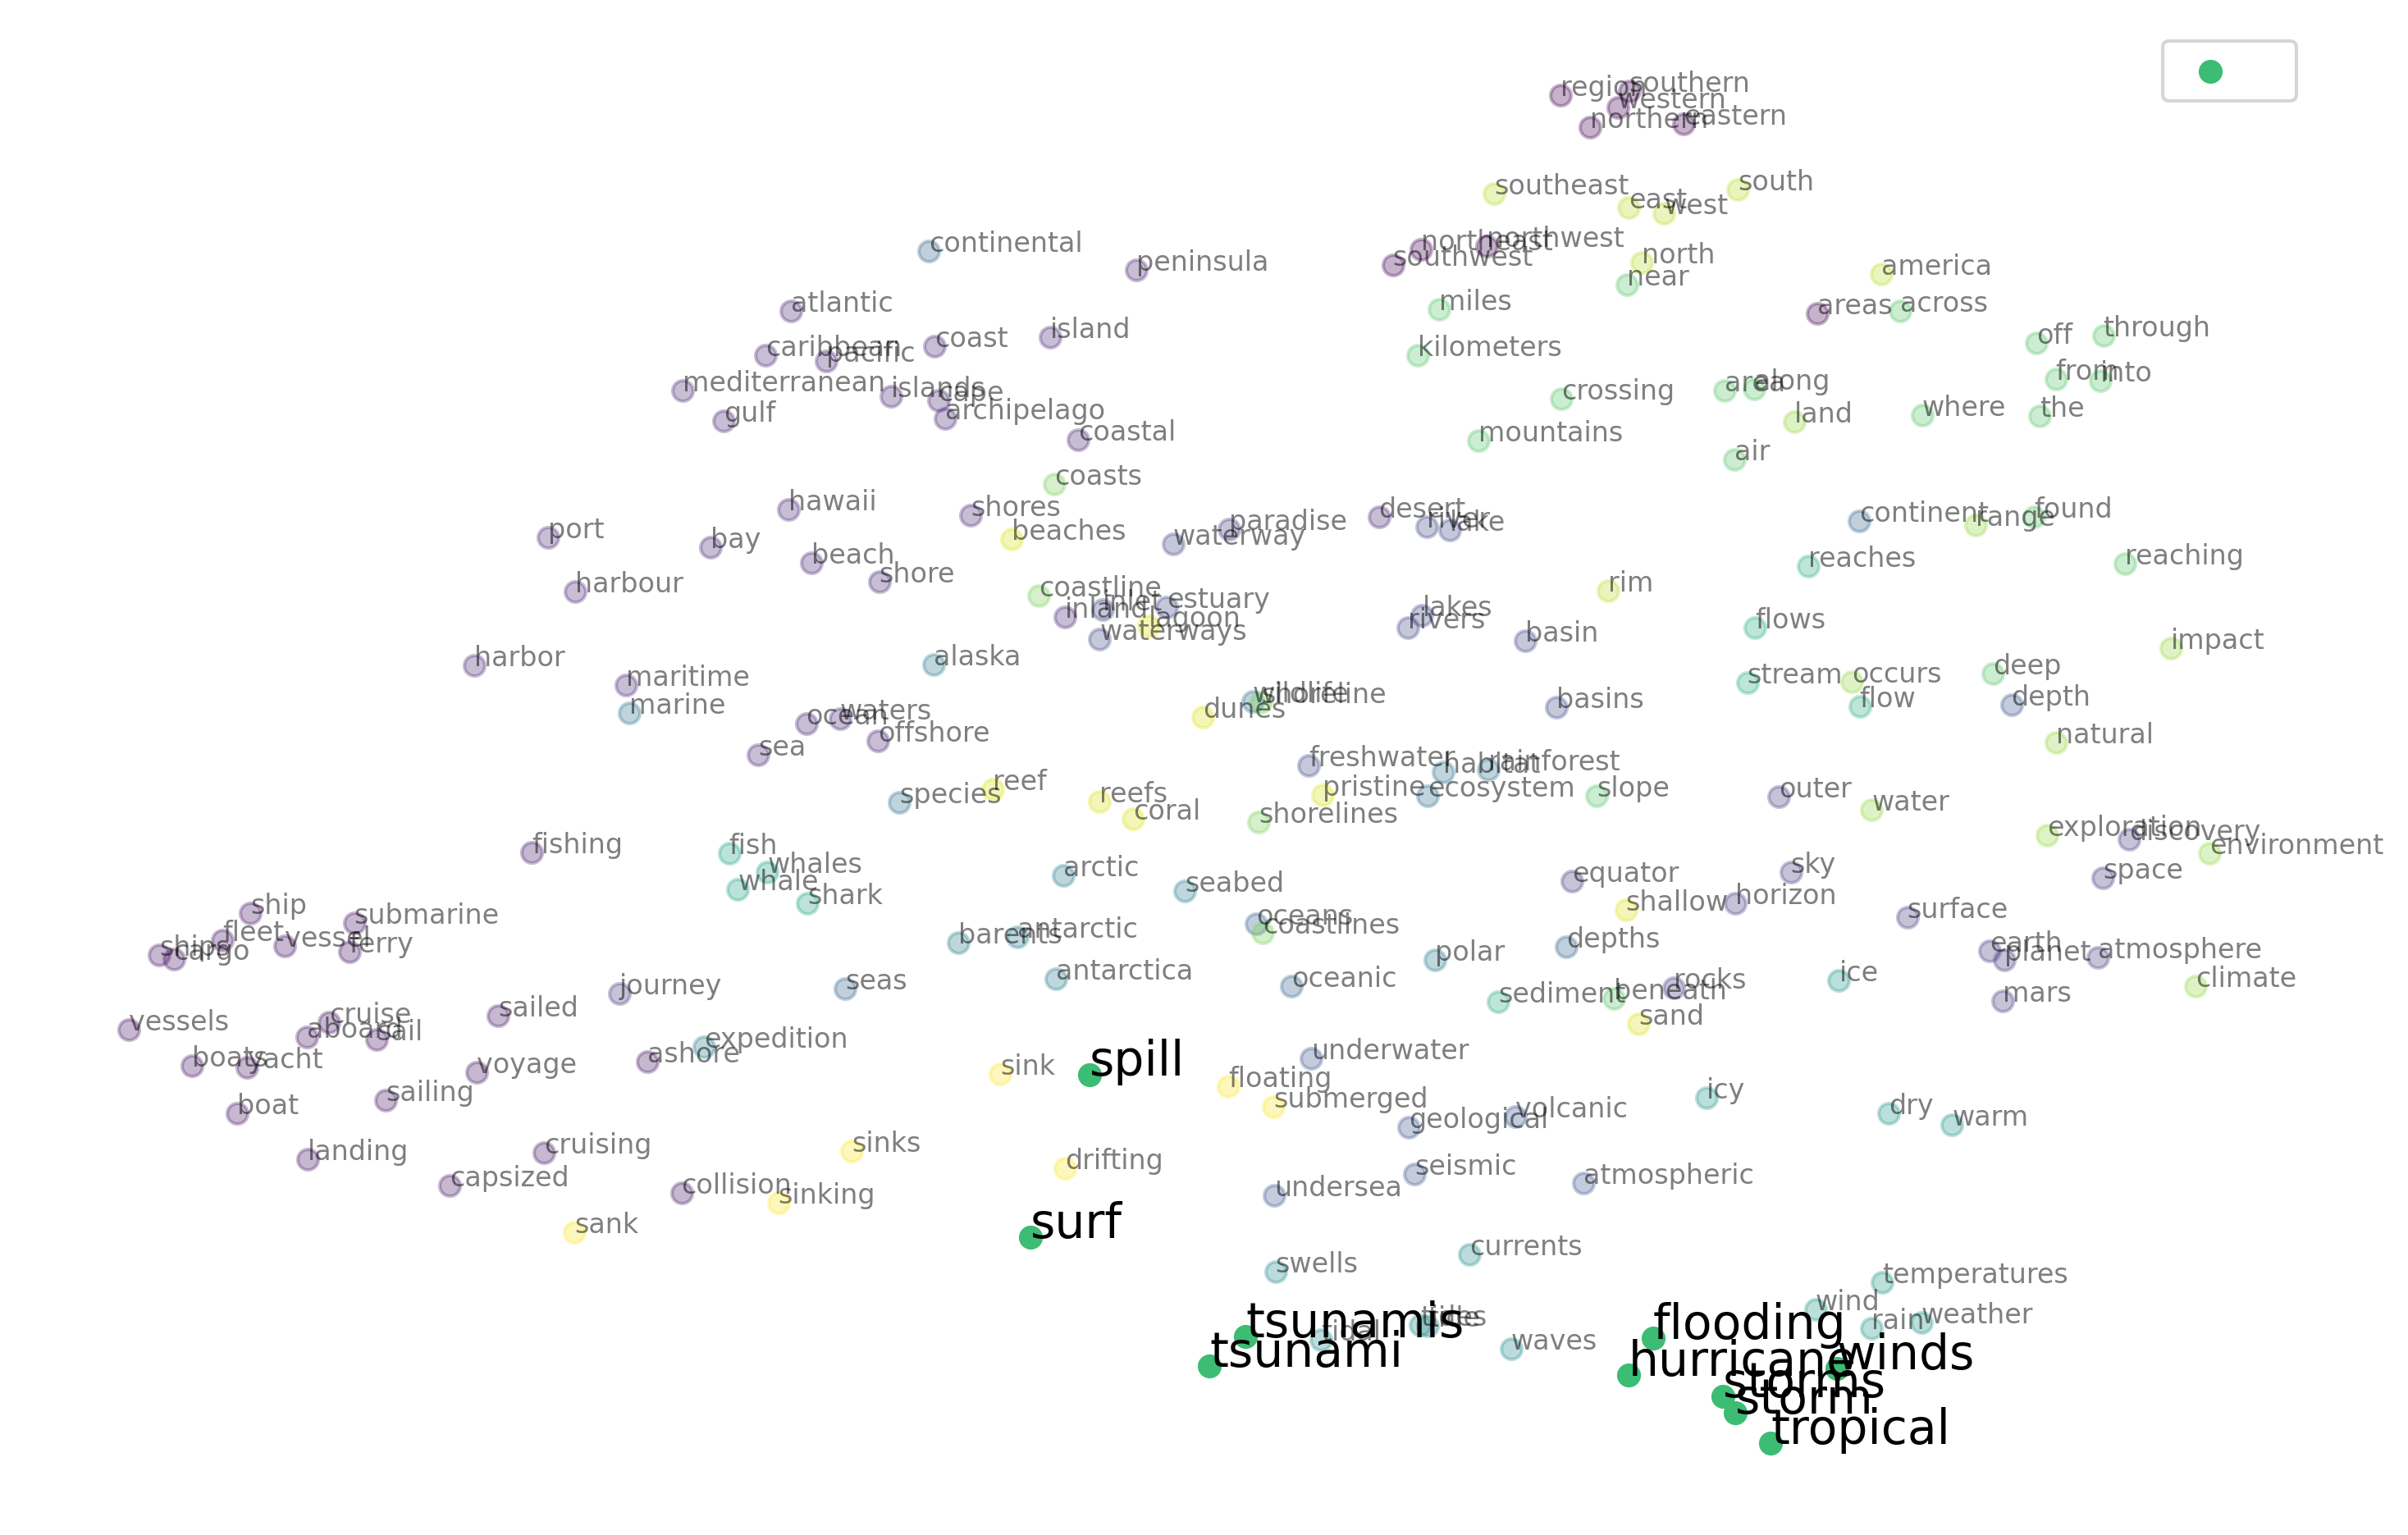 southern
region
western
northern
eastern
southeast
south
east
west
continental
northeast
northwest
peninsula
southwest
north
near
america
atlantic
miles
areas
across
island
coast
off
through
caribbean
pacific
kilometers
mediterranean
islands
cape
crossing
area
along
from
into
gulf
archipelago
land
where
the
coastal
mountains
air
coasts
hawaii
shores
desert
river
lake
continent
range
found
port
bay
beaches
waterway
paradise
beach
shore
reaches
reaching
harbour
coastline
rim
inland
inlet
estuary
lagoon
lakes
rivers
waterways
basin
flows
impact
harbor
maritime
alaska
wildlife
shoreline
stream
occurs
deep
marine
dunes
basins
flow
depth
ocean
waters
offshore
natural
sea
freshwater
habitat
rainforest
species
reef
reefs
pristine
ecosystem
slope
outer
water
coral
shorelines
exploration
discovery
environment
fishing
fish
whales
whale
shark
arctic
seabed
equator
sky
space
ship
submarine
oceans
coastlines
shallow
horizon
surface
fleet
vessel
ferry
ships
cargo
barents
antarctic
polar
depths
earth
planet
atmosphere
journey
seas
antarctica
oceanic
sediment
beneath
rocks
ice
mars
climate
vessels
cruise
aboard
sail
sailed
sand
boats
yacht
voyage
ashore
expedition
sink
spill
floating
underwater
boat
sailing
submerged
geological
volcanic
icy
dry
warm
landing
capsized
cruising
collision
sinks
sinking
drifting
undersea
seismic
atmospheric
sank
surf
swells
currents
temperatures
tsunamis
tsunami
tidal
tides
waves
flooding
wind
rain
weather
hurricane
winds
storms
storm
tropical